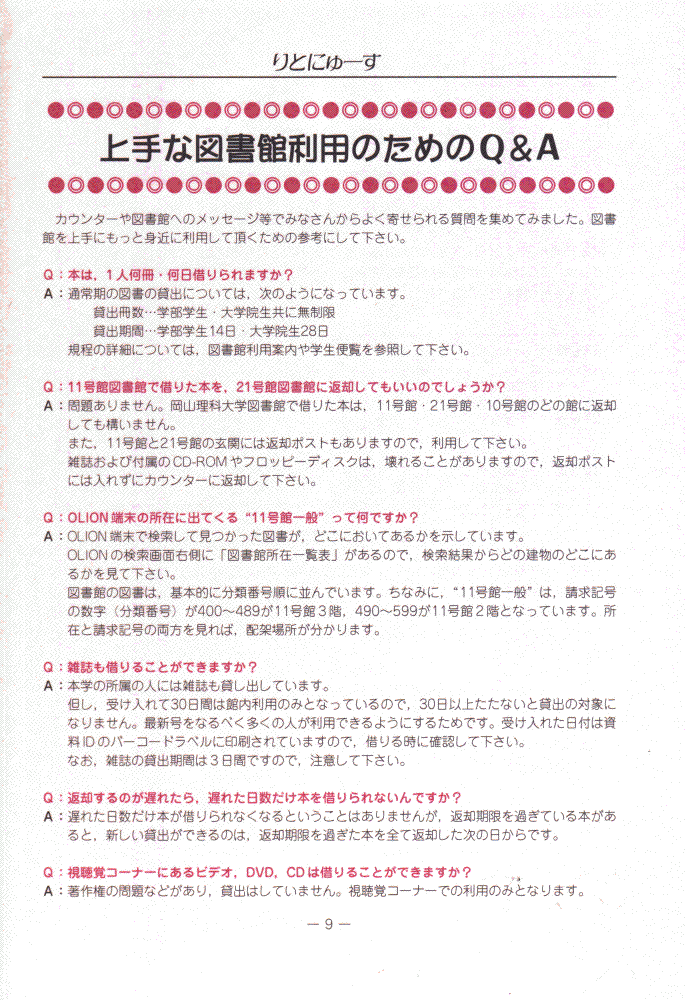 りとにゅーす
上手な図書館利用のためのQ&A
カウンターや図書館へのメッセージ等でみなさんからよく寄せられる質問を集めてみました。図書
館を上手にもっと身近に利用して頂くための参考にして下さい。
Q：本は，1人何冊・何日借りられますか？
A：通常期の図書の貸出については，次のようになっています。
貸出冊数…学部学生・大学院生共に無制限
貸出期間…学部学生14日・大学院生28日
規程の詳細については，図書館利用案内や学生便覧を参照して下さい。
Q：11号館図書館で借りた本を，21号館図書館に返却してもいいのでしょうか？
A：問題ありません。岡山理科大学図書館で借りた本は，11号館・21号館・10号館のどの館に返却
しても構いません。
また，11号館と21号館の玄関には返却ポストもありますので，利用して下さい。
雑誌および付属のCD-ROMやフロッピーディスクは，壊れることがありますので，返却ポスト
には入れずにカウンターに返却して下さい。
Q：OLION端末の所在に出てくる“11号館一般”って何ですか？
A：OLION端末で検索して見つかった図書が，どこにおいてあるかを示しています。
OLIONの検索画面右側に「図書館所在一覧表」があるので，検索結果からどの建物のどこにあ
るかを見て下さい。
図書館の図書は，基本的に分類番号順に並んでいます。ちなみに，“11号館一般”は，請求記号
の数字（分類番号）が400〜489が11号館3階，490〜599が11号館2階となっています。所
在と請求記号の両方を見れば，配架場所が分かります。
Q：雑誌も借りることができますか？
A：本学の所属の人には雑誌も貸し出しています。
但し，受け入れて30日間は館内利用のみとなっているので，30日以上たたないと貸出の対象に
なりません。最新号をなるべく多くの人が利用できるようにするためです。受け入れた日付は資
料IDのバーコードラベルに印刷されていますので，借りる時に確認して下さい。
なお，雑誌の貸出期間は3日間ですので，注意して下さい。
Q：返却するのが遅れたら，遅れた日数だけ本を借りられないんですか？
A：遅れた日数だけ本が借りられなくなるということはありませんが，返却期限を過ぎている本があ
ると，新しい貸出ができるのは，返却期限を過ぎた本を全て返却した次の日からです。
Q：視聴覚コーナーにあるビデオ，DVD，CDは借りることができますか？
A：著作権の問題などがあり，貸出はしていません。視聴覚コーナーでの利用のみとなります。
― 9 ―